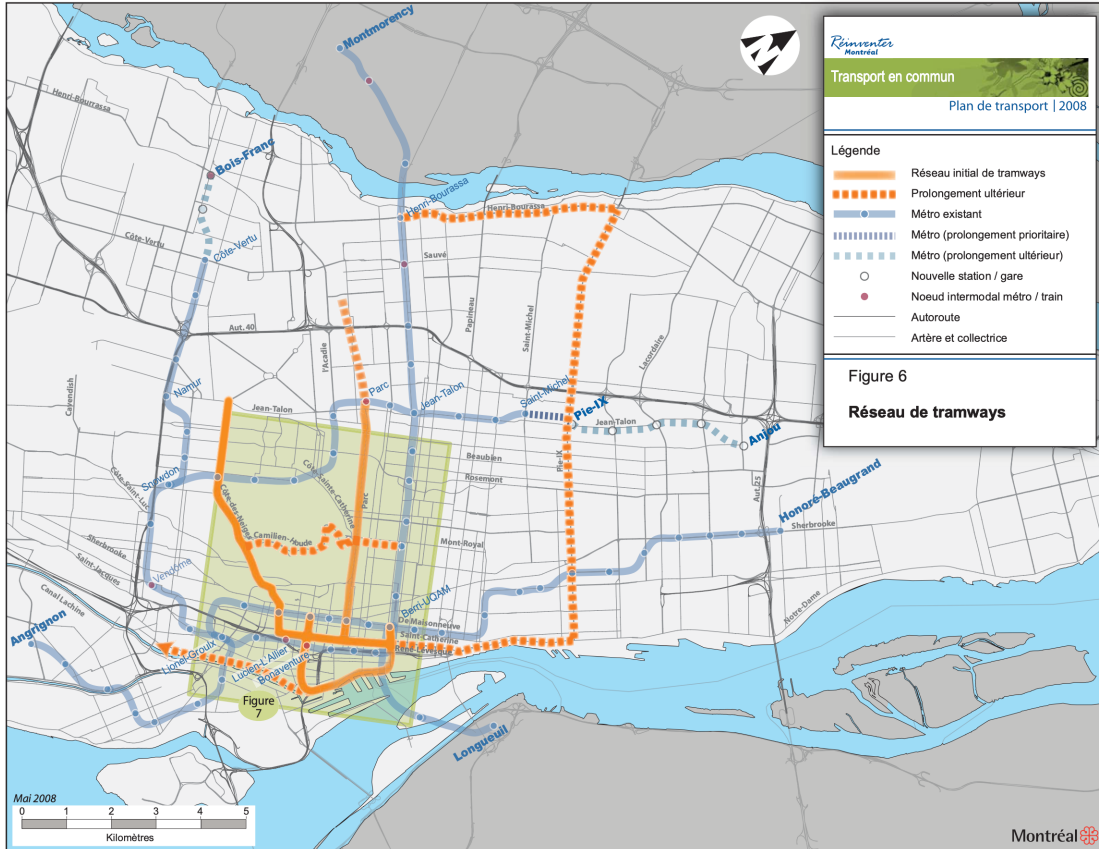 Réinventer
Montréal
Transport en commun
Plan de transport | 2008
Légende
Réseau initial de tramways
Prolongement ultérieur
Métro existant
Métro (prolongement prioritaire)
Métro (prolongement ultérieur)
Nouvelle station / gare
Noeud intermodal métro / train
Autoroute
Artère et collectrice
Figure 6
Réseau de tramways
Montmorency
Henri-Bourassa
Bois-Franc
Henri-Bourassa
Henri-Bourassa
Côte-Vertu
Côte-Vertu
Sauvé
Papineau
Saint-Michel
Lacordaire
Aut. 40
l'Acadie
Cavendish
Namur
Parc
Jean-Talon
Saint-Michel
Pie-IX
Jean-Talon
Jean-Talon
Anjou
Beaubien
Rosemont
Pie-IX
Aut. 25
Honoré-Beaugrand
Sherbrooke
Snowdon
Côte-Saint-Luc
Côte-des-Neiges
Côte-Sainte-Catherine
Parc
Camilien-Houde
Mont-Royal
Sherbrooke
Saint-Jacques
Vendôme
Canal Lachine
Berri-UQAM
De Maisonneuve
Saint-Catherine
René-Lévesque
Notre-Dame
Angrignon
Lionel-Groulx
Lucien-L'Allier
Bonaventure
Figure
7
Longueuil
Mai 2008
0 1 2 3 4 5
Kilomètres
Montréal